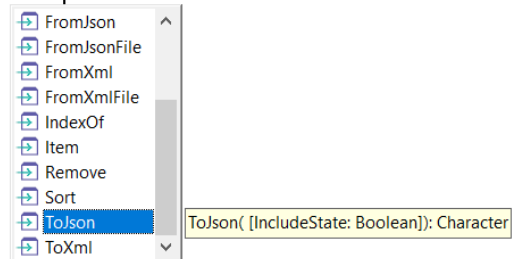 FromJson
FromJsonFile
FromXml
FromXmlFile
IndexOf
Item
Remove
Sort
ToJson
ToJson( [IncludeState: Boolean]): Character
ToXml